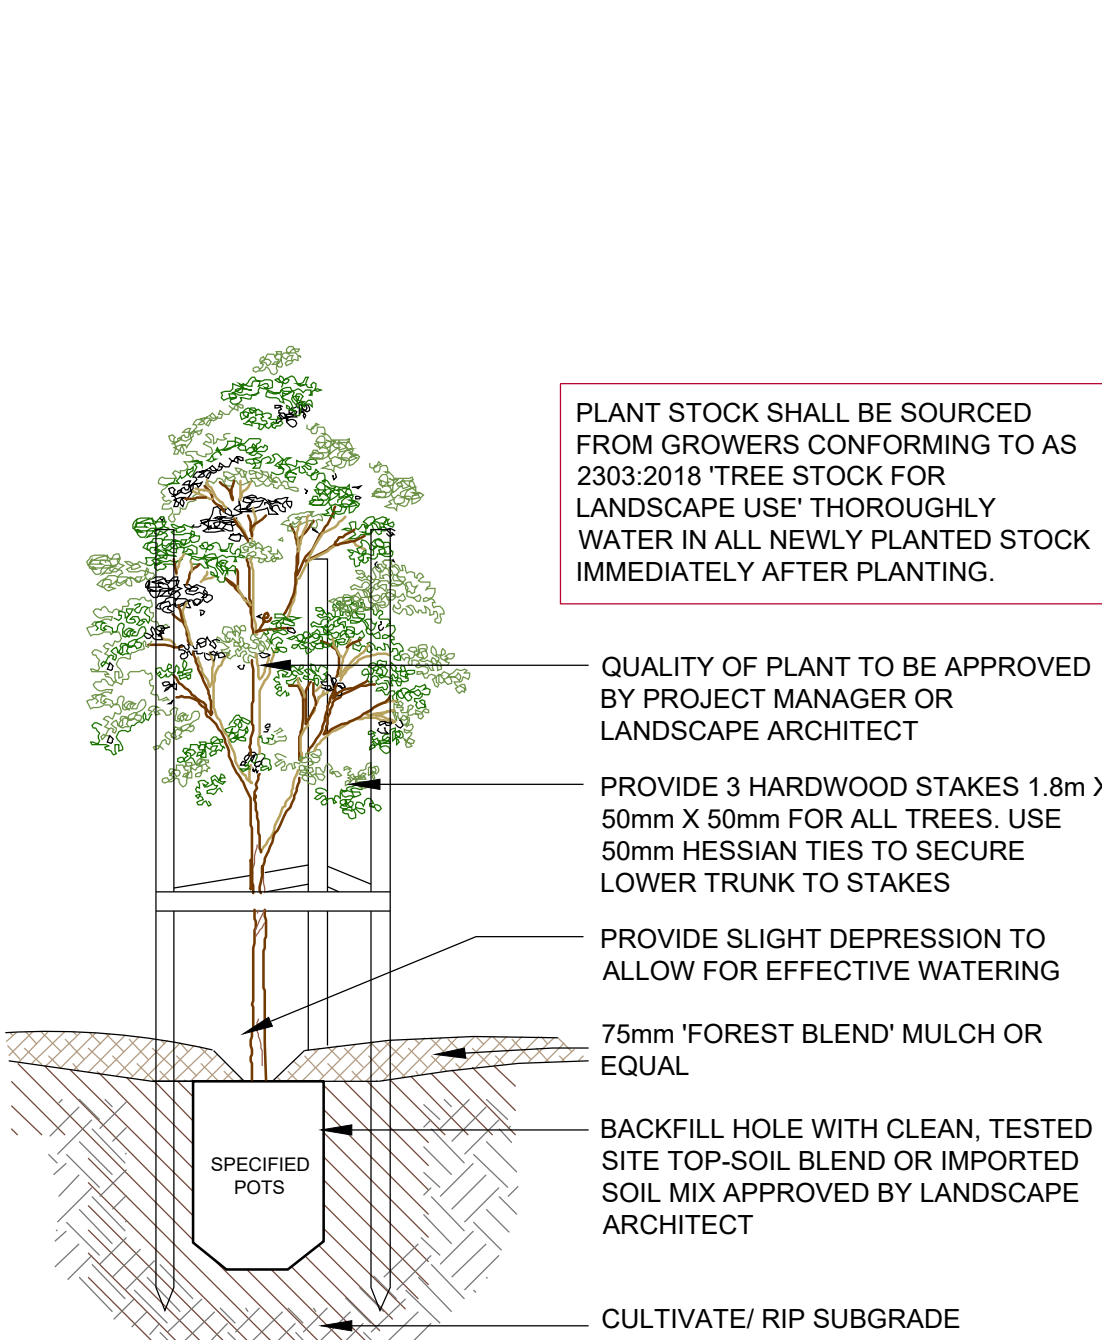 PLANT STOCK SHALL BE SOURCED
FROM GROWERS CONFORMING TO AS
2303:2018 'TREE STOCK FOR
LANDSCAPE USE' THOROUGHLY
WATER IN ALL NEWLY PLANTED STOCK
IMMEDIATELY AFTER PLANTING.
QUALITY OF PLANT TO BE APPROVED
BY PROJECT MANAGER OR
LANDSCAPE ARCHITECT
PROVIDE 3 HARDWOOD STAKES 1.8m X
50mm X 50mm FOR ALL TREES. USE
50mm HESSIAN TIES TO SECURE
LOWER TRUNK TO STAKES
PROVIDE SLIGHT DEPRESSION TO
ALLOW FOR EFFECTIVE WATERING
75mm 'FOREST BLEND' MULCH OR
EQUAL
BACKFILL HOLE WITH CLEAN, TESTED
SITE TOP-SOIL BLEND OR IMPORTED
SOIL MIX APPROVED BY LANDSCAPE
ARCHITECT
SPECIFIED
POTS
CULTIVATE/ RIP SUBGRADE